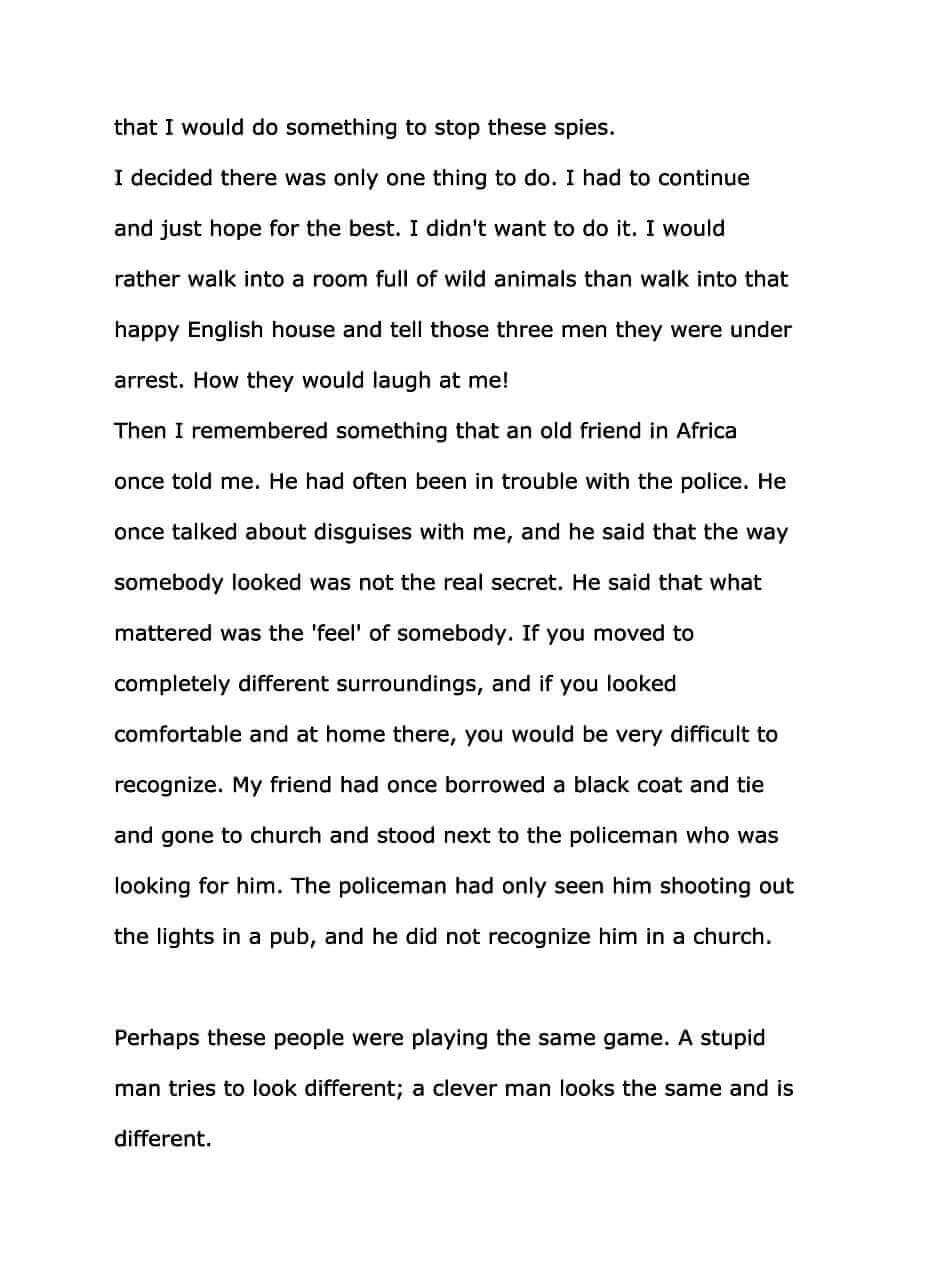 that I would do something to stop these spies.
I decided there was only one thing to do. I had to continue
and just hope for the best. I didn't want to do it. I would
rather walk into a room full of wild animals than walk into that
happy English house and tell those three men they were under
arrest. How they would laugh at me!
Then I remembered something that an old friend in Africa
once told me. He had often been in trouble with the police. He
once talked about disguises with me, and he said that the way
somebody looked was not the real secret. He said that what
mattered was the 'feel' of somebody. If you moved to
completely different surroundings, and if you looked
comfortable and at home there, you would be very difficult to
recognize. My friend had once borrowed a black coat and tie
and gone to church and stood next to the policeman who was
looking for him. The policeman had only seen him shooting out
the lights in a pub, and he did not recognize him in a church.
Perhaps these people were playing the same game. A stupid
man tries to look different; a clever man looks the same and is
different.